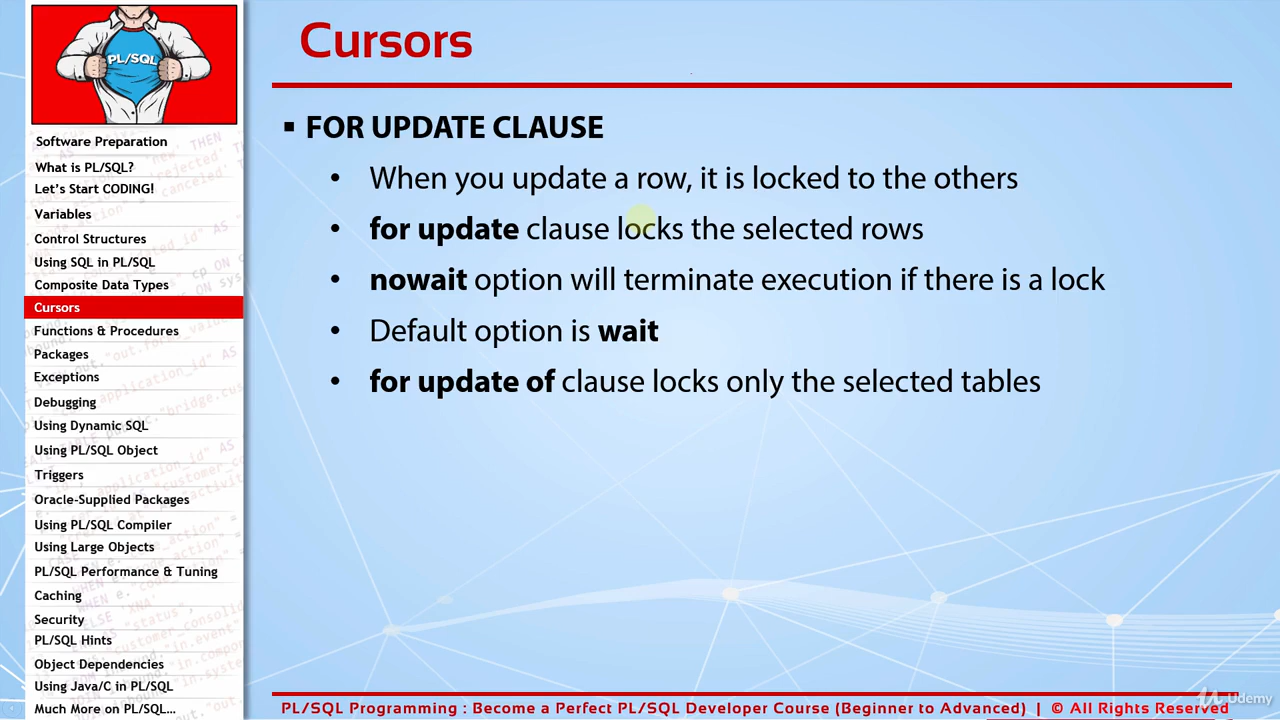 PL/SQL
Software Preparation
What is PL/SQL?
Let's Start CODING!
Variables
Control Structures
Using SQL in PL/SQL
Composite Data Types
Cursors
Functions & Procedures
Packages
Exceptions
Debugging
Using Dynamic SQL
Using PL/SQL Object
Triggers
Oracle-Supplied Packages
Using PL/SQL Compiler
Using Large Objects
PL/SQL Performance & Tuning
Caching
Security
PL/SQL Hints
Object Dependencies
Using Java/C in PL/SQL
Much More on PL/SQL...
Cursors
▪ FOR UPDATE CLAUSE
• When you update a row, it is locked to the others
• for update clause locks the selected rows
• nowait option will terminate execution if there is a lock
• Default option is wait
• for update of clause locks only the selected tables
PL/SQL Programming : Become a Perfect PL/SQL Developer Course (Beginner to Advanced) | © All Rights Reserved
Udemy